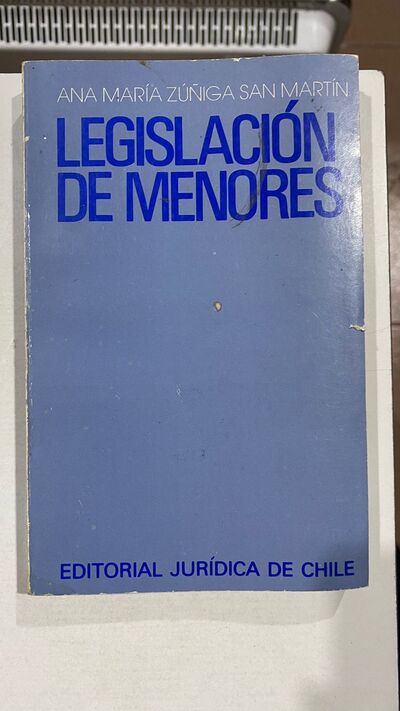 ANA MARÍA ZÚÑIGA SAN MARTÍN
LEGISLACIÓN
DE MENORES
EDITORIAL JURÍDICA DE CHILE